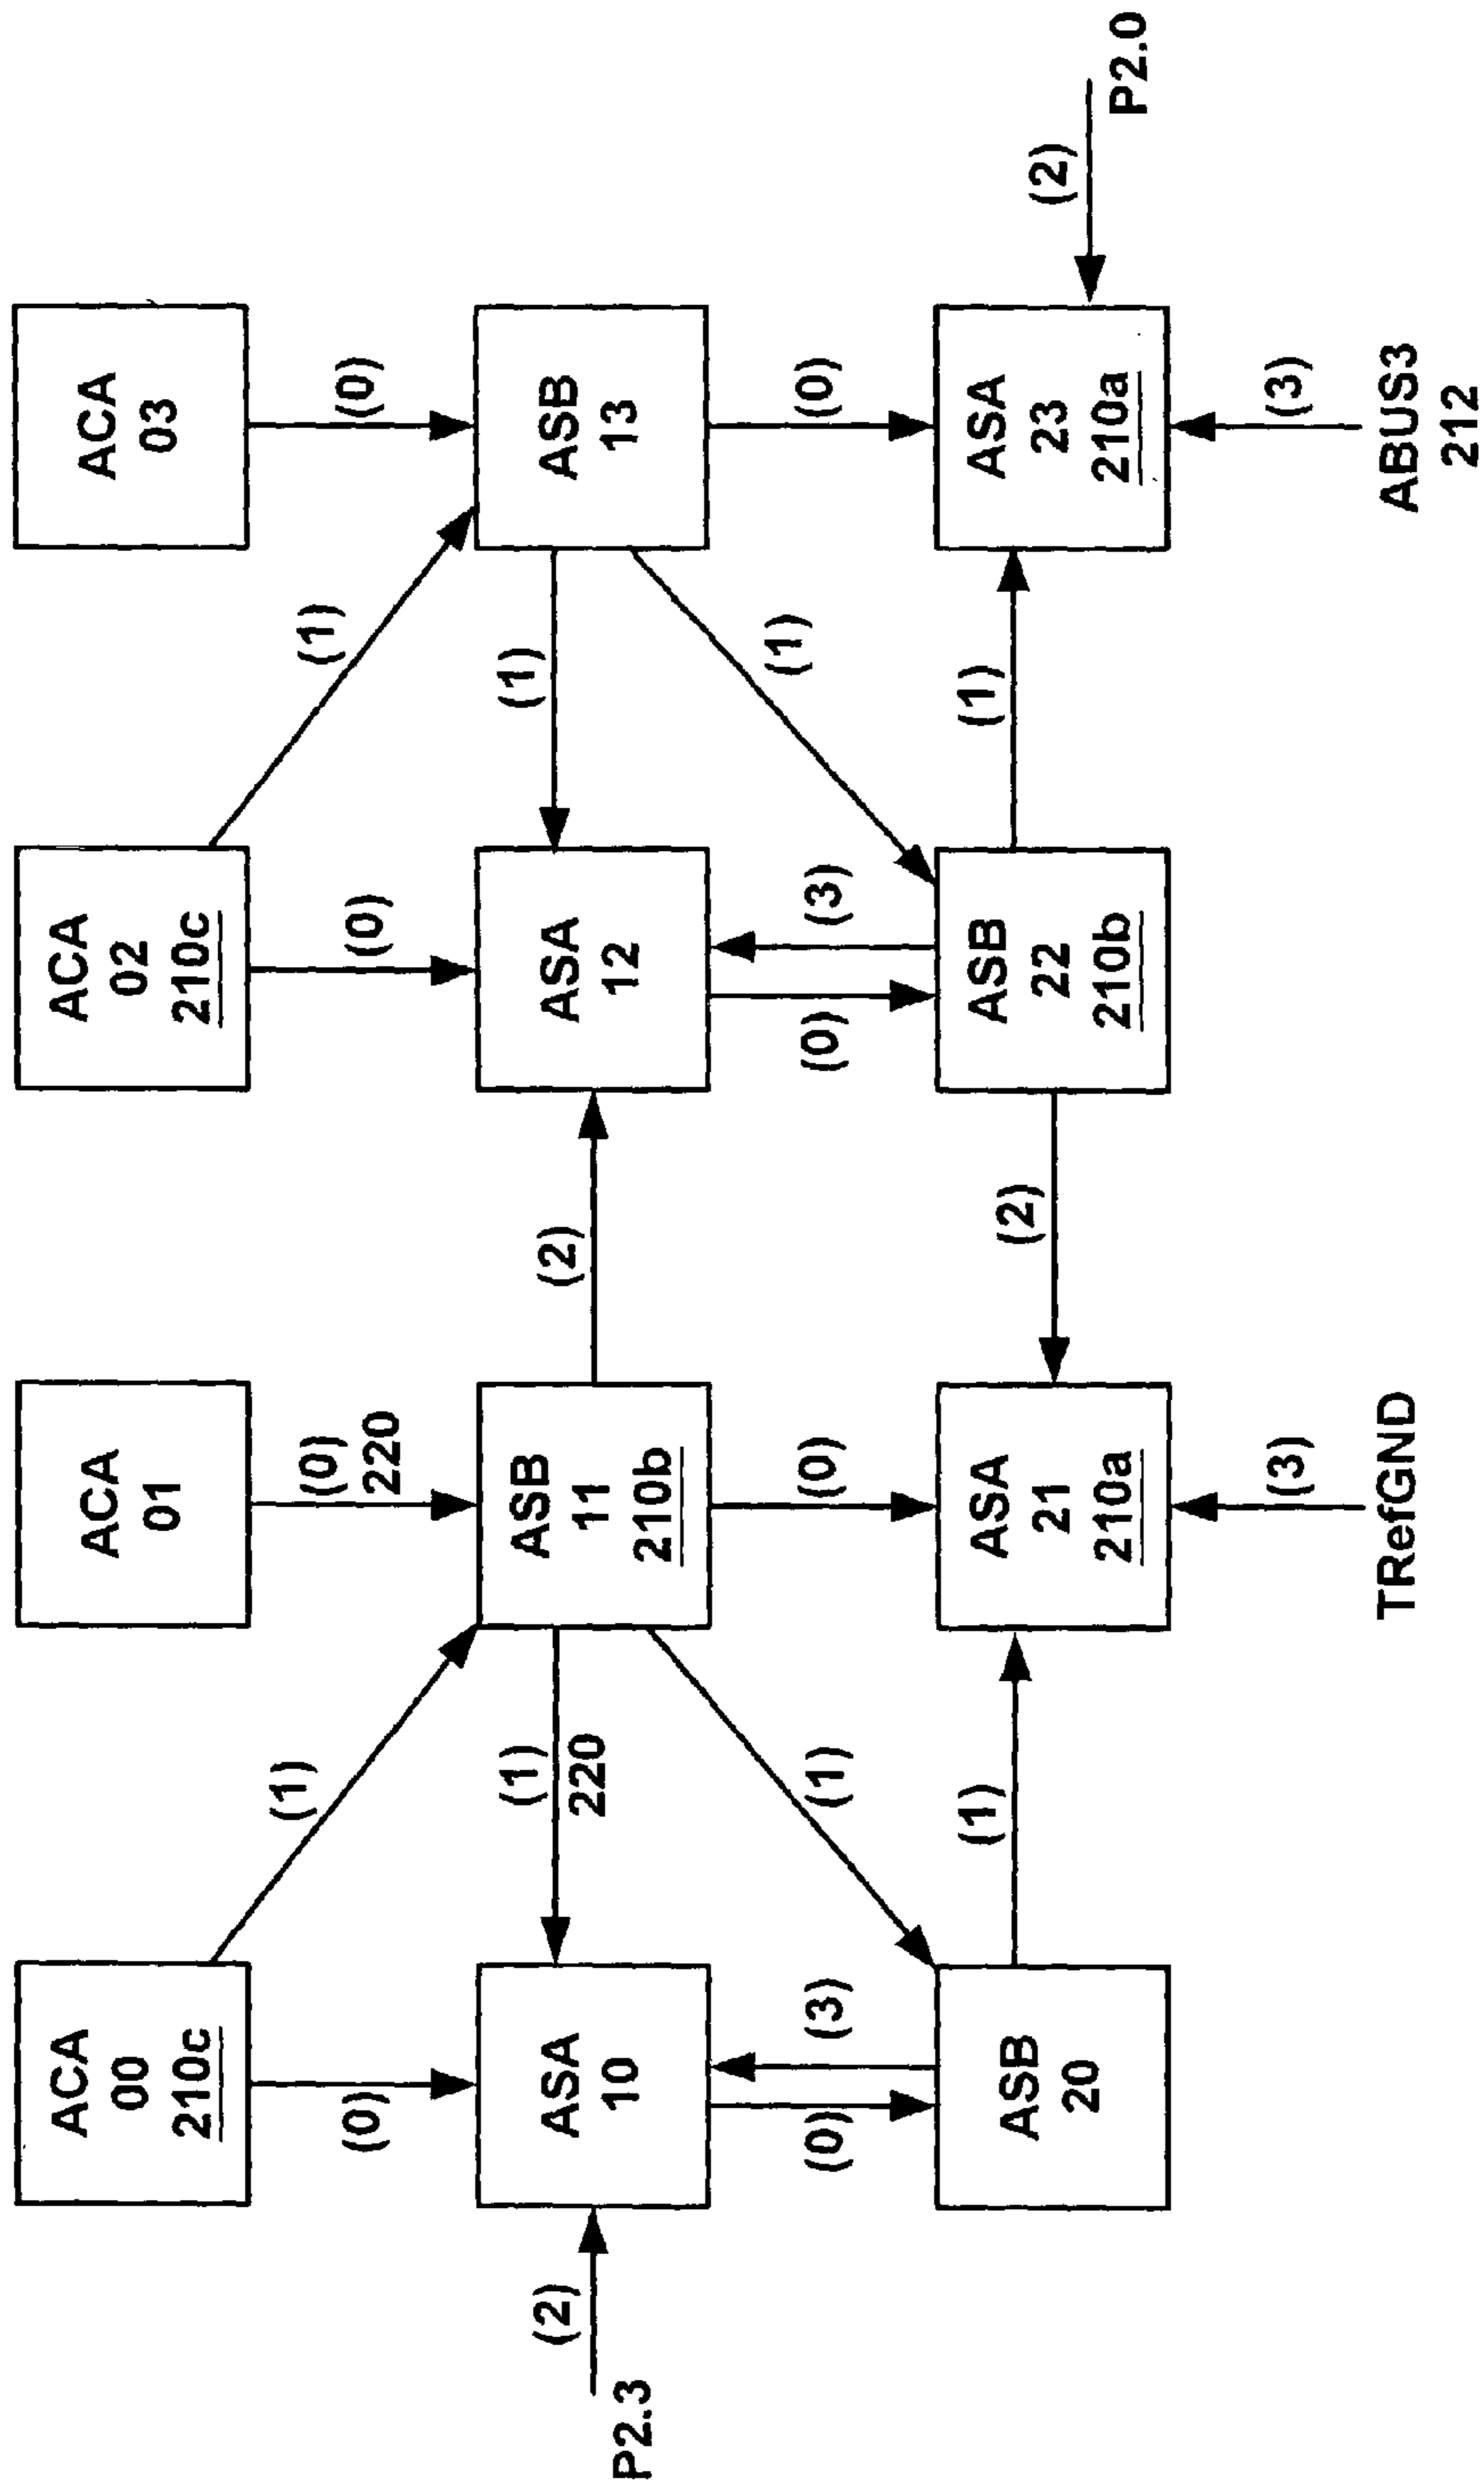 ACA
00
210c
ACA
01
ACA
02
210c
ACA
03
(0)
(1)
(0)
220
(0)
(1)
(0)
P2.3
(2)
ASA
10
(1)
220
ASB
11
210b
(2)
ASA
12
(1)
ASB
13
(0)
(3)
(1)
(0)
(0)
(3)
(1)
(0)
ASB
20
(1)
ASA
21
210a
(2)
ASB
22
210b
(1)
ASA
23
210a
(2)
P2.0
(3)
TRefGND
(3)
ABUS3
212